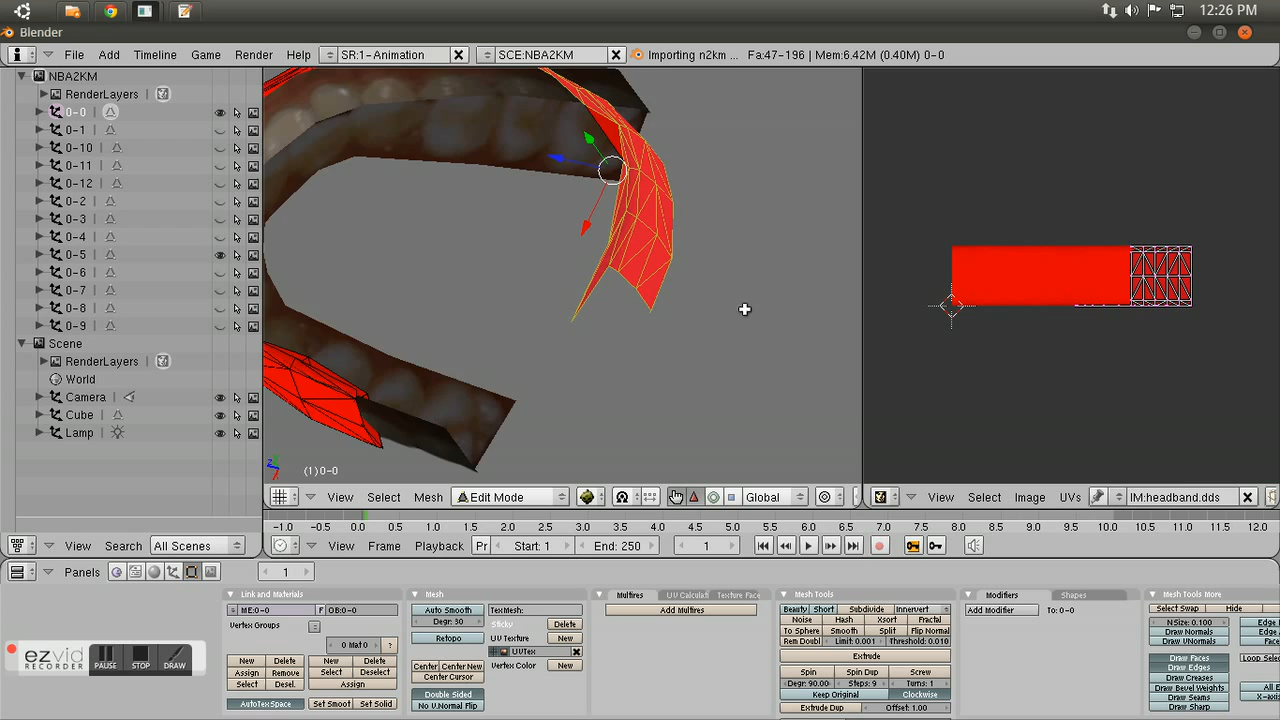 12:26 PM
Blender
File Add Timeline Game Render Help SR:1-Animation SCE:NBA2KM Importing n2km ... Fa:47-196 | Mem:6.42M (0.40M) 0-0
NBA2KM
RenderLayers
0-0
0-1
0-10
0-11
0-12
0-2
0-3
0-4
0-5
0-6
0-7
0-8
0-9
Scene
RenderLayers
World
Camera
Cube
Lamp
(1) 0-0
View Select Mesh Edit Mode Global View Select Image UVs IM:headband.dds
-1.0 -0.5 0.0 0.5 1.0 1.5 2.0 2.5 3.0 3.5 4.0 4.5 5.0 5.5 6.0 6.5 7.0 7.5 8.0 8.5 9.0 9.5 10.0 10.5 11.0 11.5 12.0
View Search All Scenes View Frame Playback Pr Start: 1 End: 250 1
Panels 1
Link and Materials Mesh Multires UV Calculati Texture Face Mesh Tools Modifiers Shapes Mesh Tools More
ME:0-0 F OB:0-0 Auto Smooth TexMesh: Add Multires Beauty Short Subdivide Innervert Add Modifier To: 0-0 Select Swap Hide
Vertex Groups Degr: 30 Sticky Delete Noise Hash Xsort Fractal NSize: 0.100 Edge
Retopo UV Texture New To Sphere Smooth Split Flip Normal Draw Normals
0 Mat 0 ? UVTex Rem Doubl Limit: 0.001 Threshold: 0.010 Draw VNormals
New Delete New Delete Center Center New Vertex Color New Extrude Draw Faces Loop Selec
Assign Remove Select Deselect Center Cursor Spin Spin Dup Screw Draw Edges
Select Desel. Assign Double Sided Degr: 90.00 Steps: 9 Turns: 1 Draw Creases
AutoTexSpace Set Smoot Set Solid No V.Normal Flip Keep Original Clockwise Draw Bevel Weights
Extrude Dup Offset: 1.00 Draw Seams
Draw Sharp
ezvid
RECORDER
PAUSE STOP DRAW